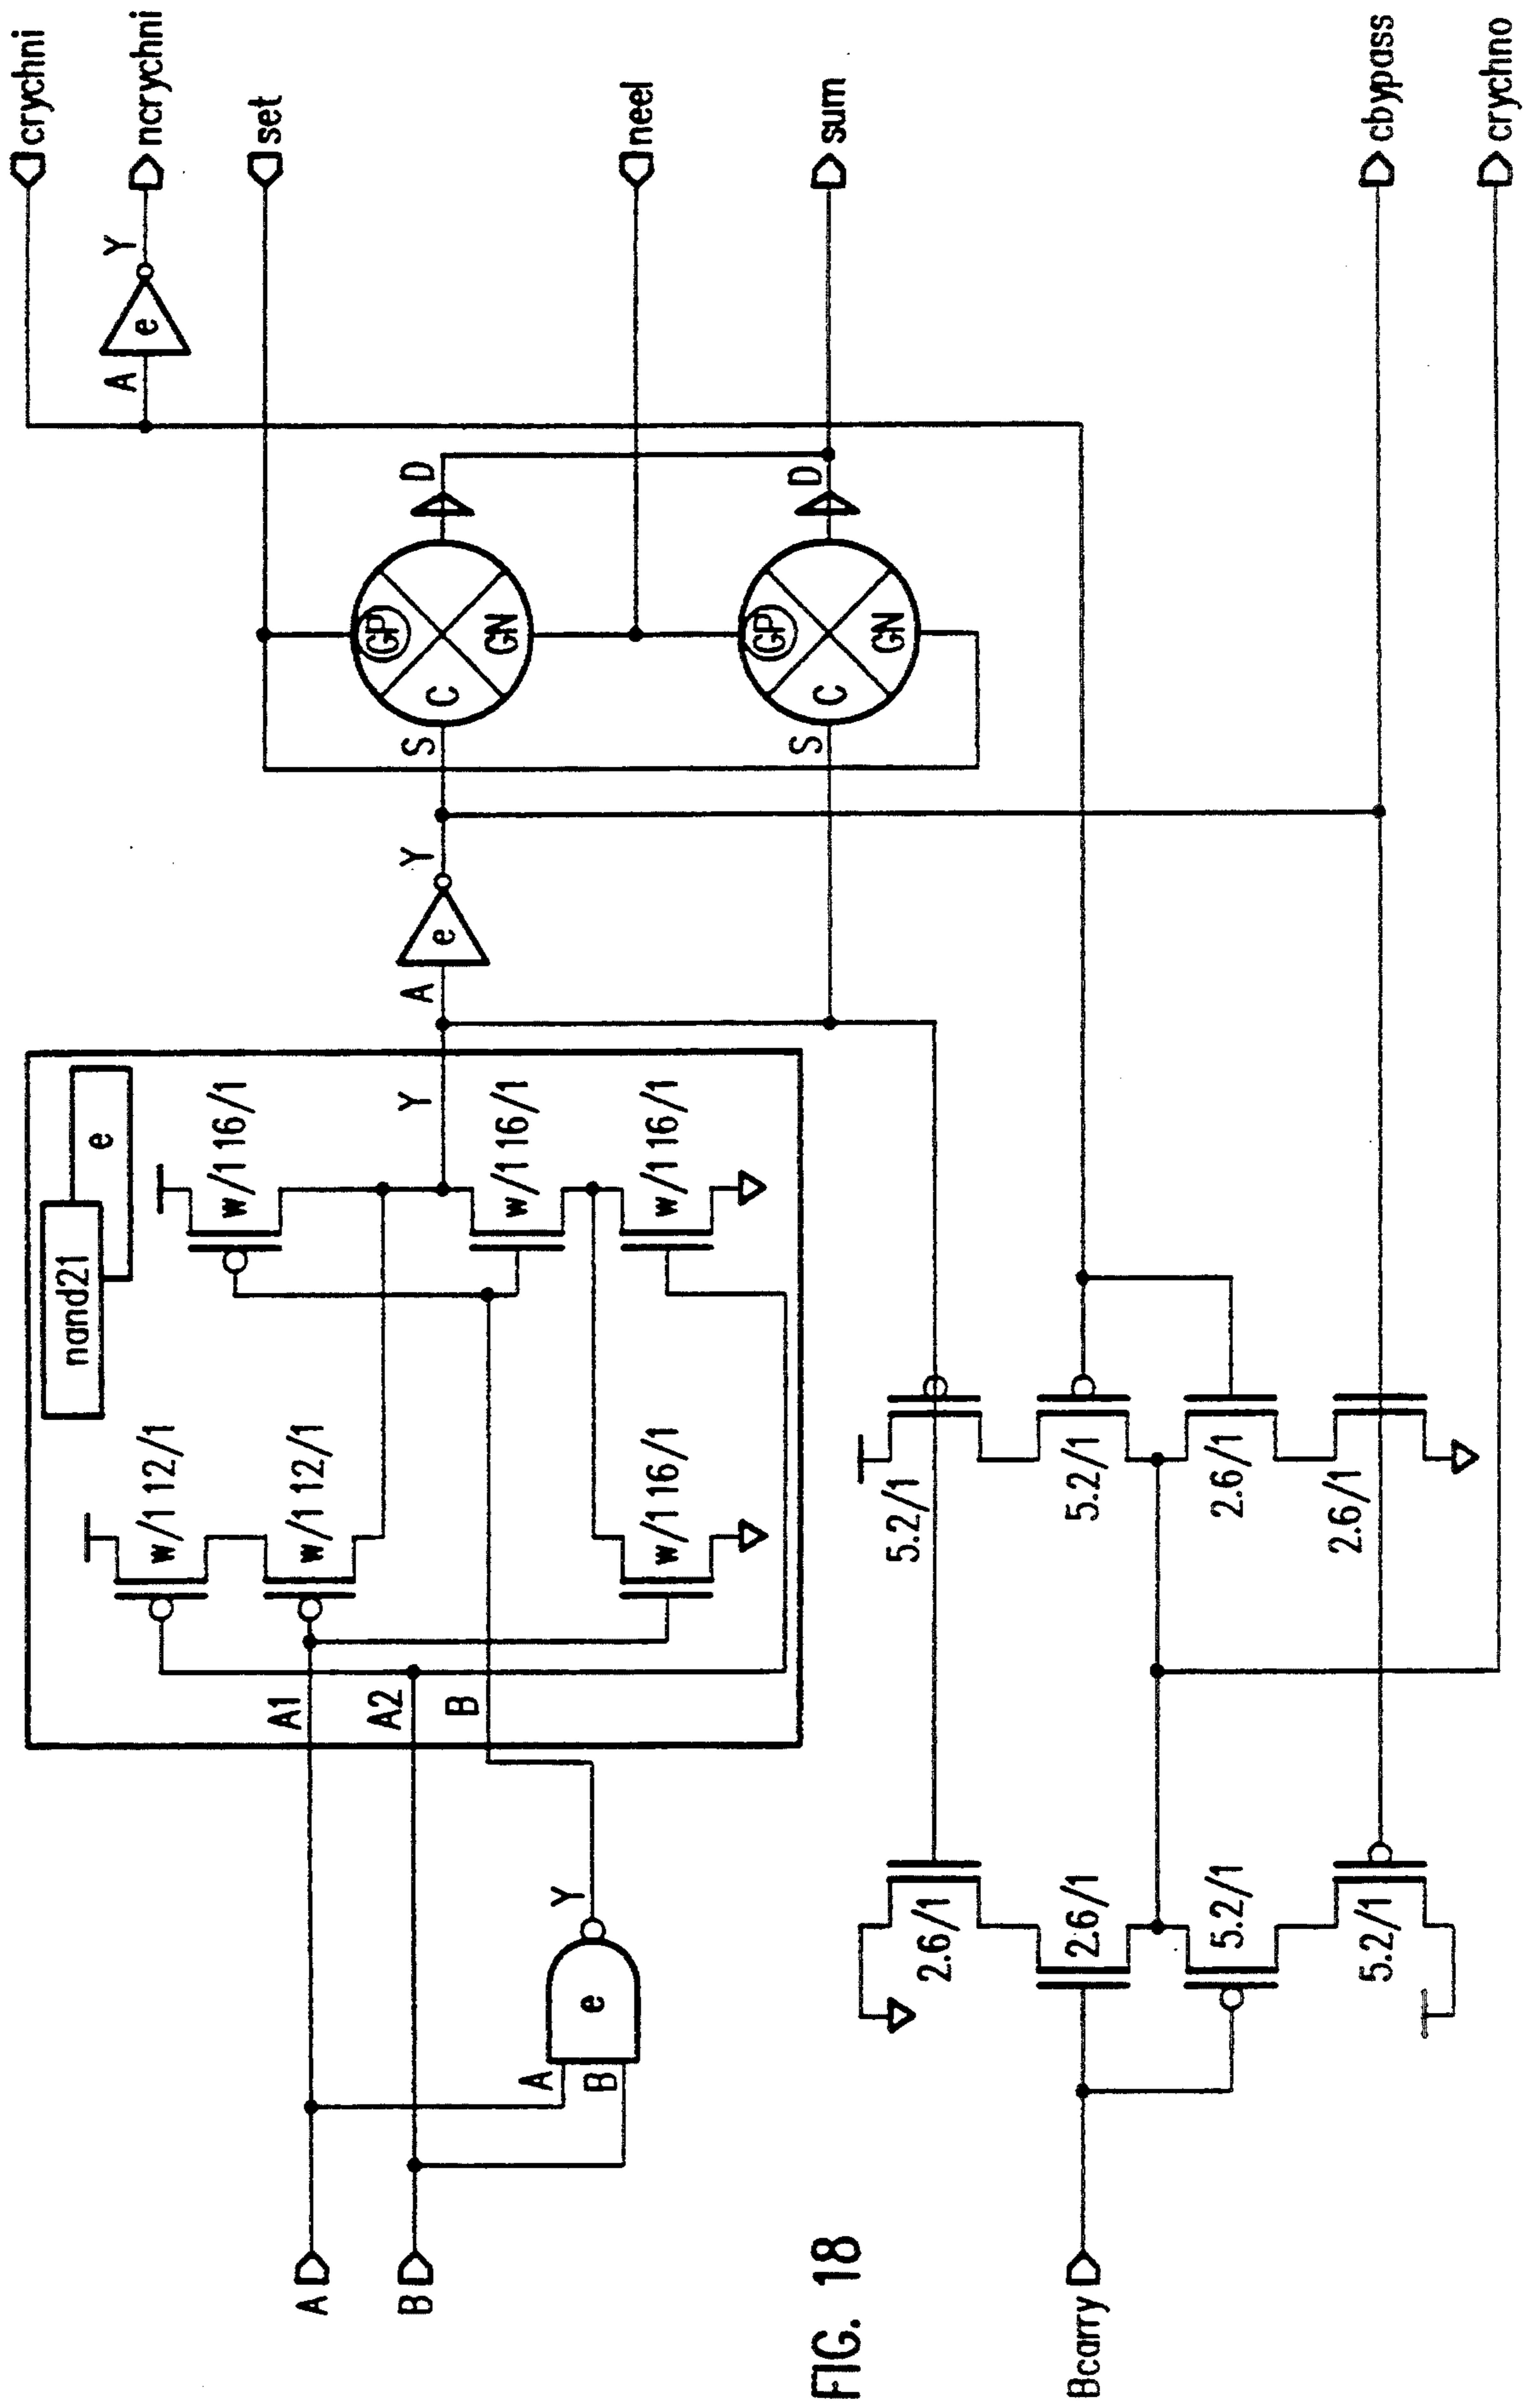 crychni
ncrychni
set
neel
sum
cbypass
crychno
Y
e
A
D
D
GP
GN
C
S
GP
GN
C
S
Y
e
A
nand21
e
w/1 16/1
Y
w/1 16/1
w/1 16/1
w/1 12/1
w/1 12/1
w/1 16/1
A1
A2
B
5.2/1
5.2/1
2.6/1
2.6/1
Y
e
A
B
2.6/1
2.6/1
5.2/1
5.2/1
A
B
Bcarry
FIG. 18